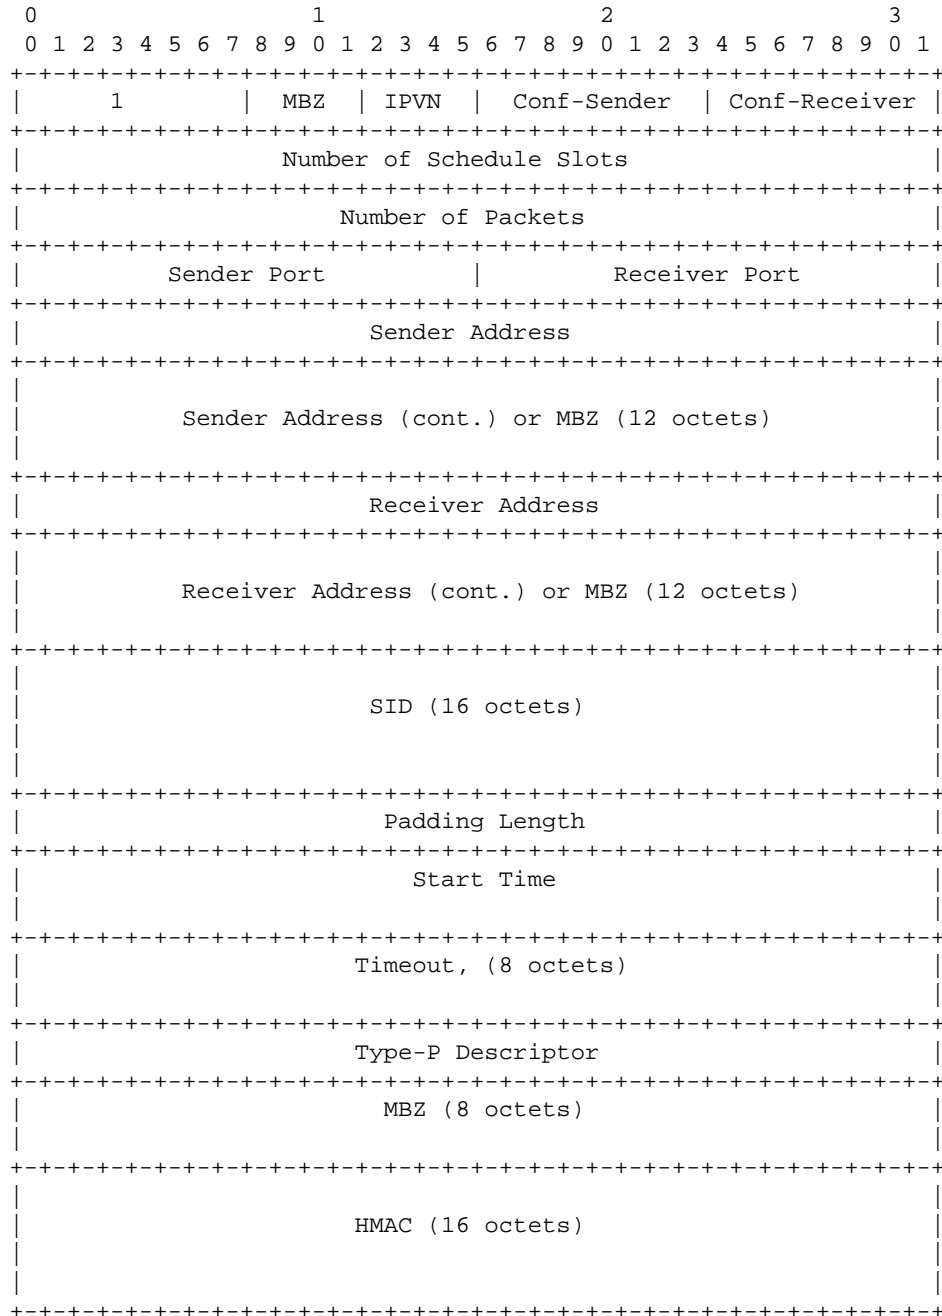 0                   1                   2                   3
0 1 2 3 4 5 6 7 8 9 0 1 2 3 4 5 6 7 8 9 0 1 2 3 4 5 6 7 8 9 0 1
+-+-+-+-+-+-+-+-+-+-+-+-+-+-+-+-+-+-+-+-+-+-+-+-+-+-+-+-+-+-+-+-+
|      1        |  MBZ  | IPVN  |  Conf-Sender  | Conf-Receiver |
+-+-+-+-+-+-+-+-+-+-+-+-+-+-+-+-+-+-+-+-+-+-+-+-+-+-+-+-+-+-+-+-+
|                  Number of Schedule Slots                     |
+-+-+-+-+-+-+-+-+-+-+-+-+-+-+-+-+-+-+-+-+-+-+-+-+-+-+-+-+-+-+-+-+
|                      Number of Packets                        |
+-+-+-+-+-+-+-+-+-+-+-+-+-+-+-+-+-+-+-+-+-+-+-+-+-+-+-+-+-+-+-+-+
|          Sender Port          |         Receiver Port         |
+-+-+-+-+-+-+-+-+-+-+-+-+-+-+-+-+-+-+-+-+-+-+-+-+-+-+-+-+-+-+-+-+
|                        Sender Address                         |
+-+-+-+-+-+-+-+-+-+-+-+-+-+-+-+-+-+-+-+-+-+-+-+-+-+-+-+-+-+-+-+-+
|                                                               |
|           Sender Address (cont.) or MBZ (12 octets)           |
|                                                               |
+-+-+-+-+-+-+-+-+-+-+-+-+-+-+-+-+-+-+-+-+-+-+-+-+-+-+-+-+-+-+-+-+
|                        Receiver Address                       |
+-+-+-+-+-+-+-+-+-+-+-+-+-+-+-+-+-+-+-+-+-+-+-+-+-+-+-+-+-+-+-+-+
|                                                               |
|           Receiver Address (cont.) or MBZ (12 octets)         |
|                                                               |
+-+-+-+-+-+-+-+-+-+-+-+-+-+-+-+-+-+-+-+-+-+-+-+-+-+-+-+-+-+-+-+-+
|                                                               |
|                        SID (16 octets)                        |
|                                                               |
|                                                               |
+-+-+-+-+-+-+-+-+-+-+-+-+-+-+-+-+-+-+-+-+-+-+-+-+-+-+-+-+-+-+-+-+
|                         Padding Length                        |
+-+-+-+-+-+-+-+-+-+-+-+-+-+-+-+-+-+-+-+-+-+-+-+-+-+-+-+-+-+-+-+-+
|                           Start Time                          |
|                                                               |
+-+-+-+-+-+-+-+-+-+-+-+-+-+-+-+-+-+-+-+-+-+-+-+-+-+-+-+-+-+-+-+-+
|                       Timeout, (8 octets)                     |
|                                                               |
+-+-+-+-+-+-+-+-+-+-+-+-+-+-+-+-+-+-+-+-+-+-+-+-+-+-+-+-+-+-+-+-+
|                       Type-P Descriptor                       |
+-+-+-+-+-+-+-+-+-+-+-+-+-+-+-+-+-+-+-+-+-+-+-+-+-+-+-+-+-+-+-+-+
|                         MBZ (8 octets)                        |
|                                                               |
+-+-+-+-+-+-+-+-+-+-+-+-+-+-+-+-+-+-+-+-+-+-+-+-+-+-+-+-+-+-+-+-+
|                                                               |
|                       HMAC (16 octets)                        |
|                                                               |
|                                                               |
+-+-+-+-+-+-+-+-+-+-+-+-+-+-+-+-+-+-+-+-+-+-+-+-+-+-+-+-+-+-+-+-+